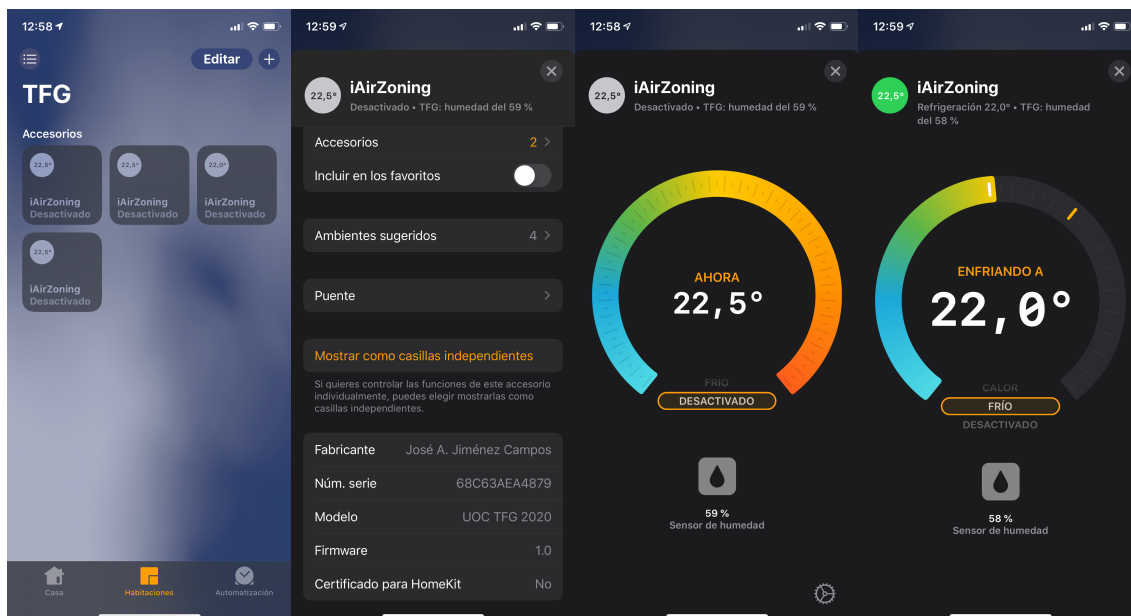 12:58
Editar
TFG
Accesorios
22,5°
iAirZoning
Desactivado
22,5°
iAirZoning
Desactivado
22,0°
iAirZoning
Desactivado
22,5°
iAirZoning
Desactivado
Casa
Habitaciones
Automatización
12:59
22,5°
iAirZoning
Desactivado • TFG: humedad del 59 %
Accesorios 2
Incluir en los favoritos
Ambientes sugeridos 4
Puente
Mostrar como casillas independientes
Si quieres controlar las funciones de este accesorio
individualmente, puedes elegir mostrarlas como
casillas independientes.
Fabricante José A. Jiménez Campos
Núm. serie 68C63AEA4879
Modelo UOC TFG 2020
Firmware 1.0
Certificado para HomeKit No
12:58
22,5°
iAirZoning
Desactivado • TFG: humedad del 59 %
AHORA
22,5°
FRÍO
DESACTIVADO
59 %
Sensor de humedad
12:59
22,5°
iAirZoning
Refrigeración 22,0° • TFG: humedad
del 58 %
ENFRIANDO A
22,0°
CALOR
FRÍO
DESACTIVADO
58 %
Sensor de humedad